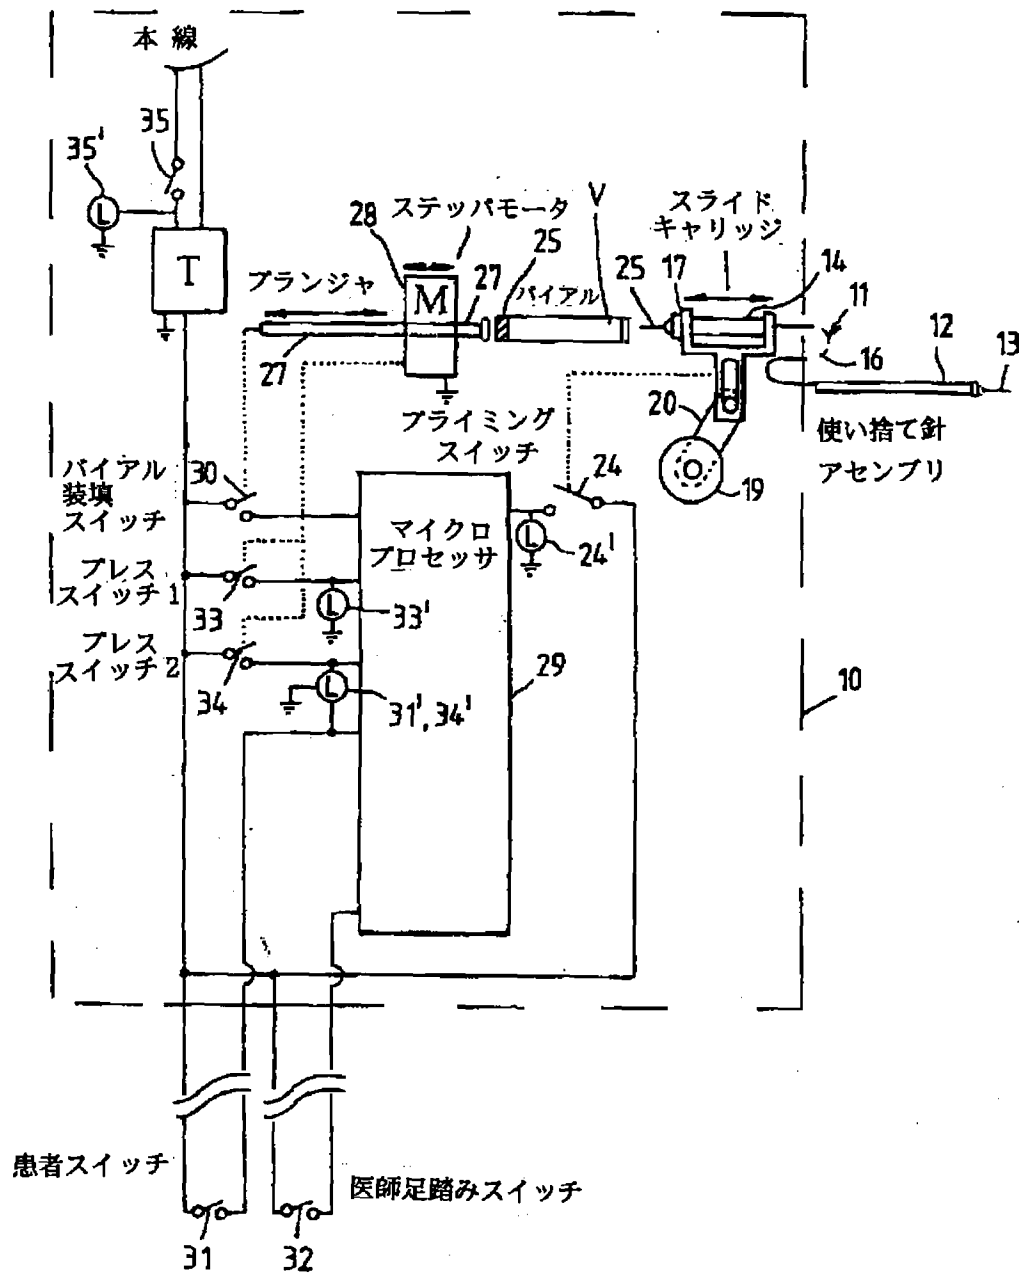 本線
35
35'
L
T
ステッパモータ
28
V
スライド
キャリッジ
プランジャ
M
27
25
バイアル
25
17
14
11
27
16
12
13
プライミング
スイッチ
20
使い捨て針
アセンブリ
19
バイアル
装填
スイッチ
30
マイクロ
プロセッサ
24
L
24'
プレス
スイッチ1
33
L
33'
プレス
スイッチ2
34
L
31', 34'
29
10
患者スイッチ
31
医師足踏みスイッチ
32